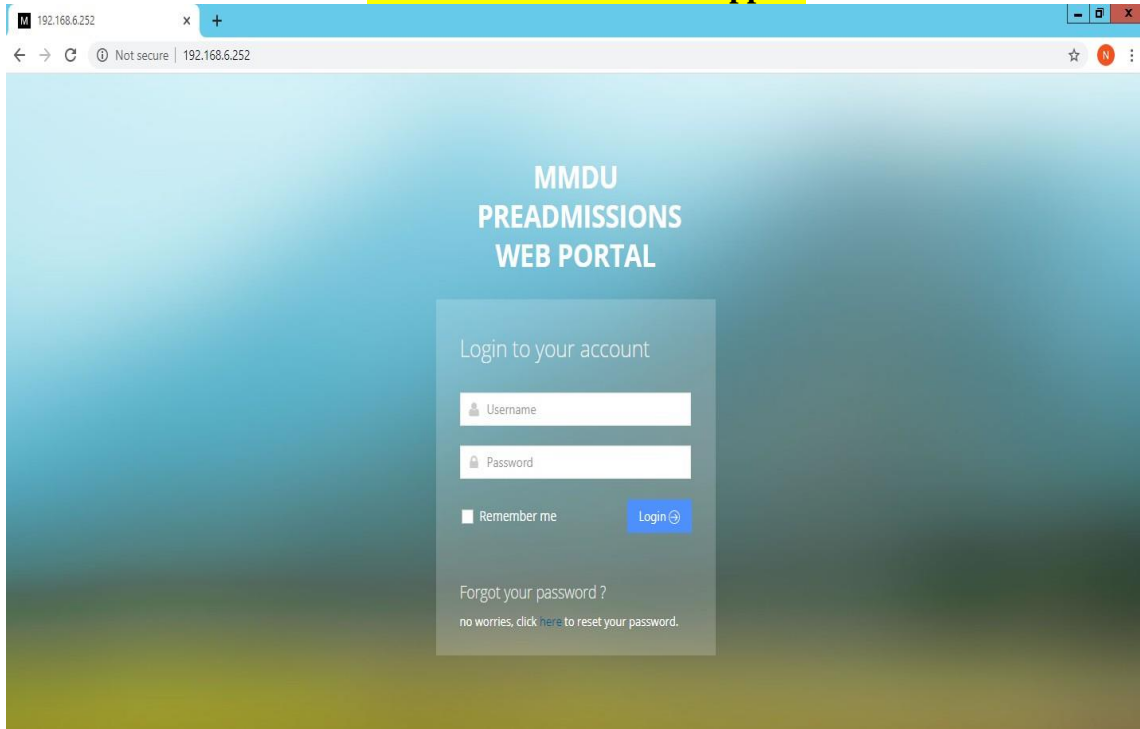 M 192.168.6.252
Not secure | 192.168.6.252
N
MMDU
PREADMISSIONS
WEB PORTAL
Login to your account
Username
Password
Remember me
Login
Forgot your password ?
no worries, click here to reset your password.